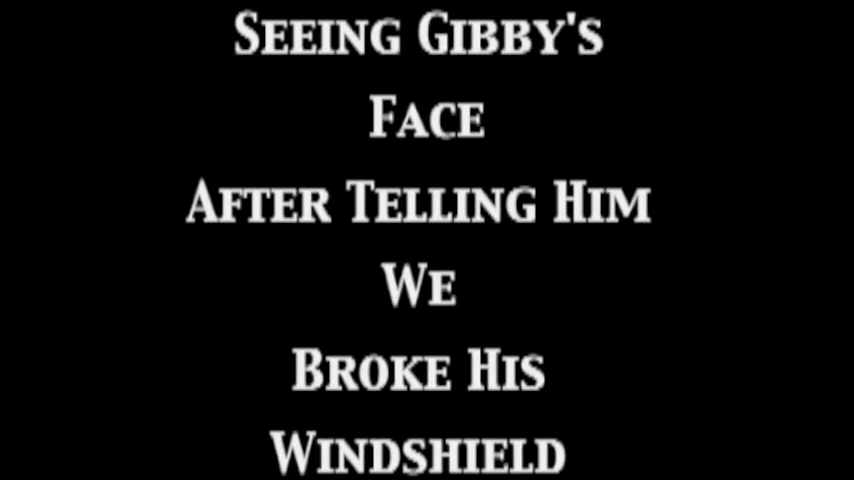 Seeing Gibby's
Face
After Telling Him
We
Broke His
Windshield